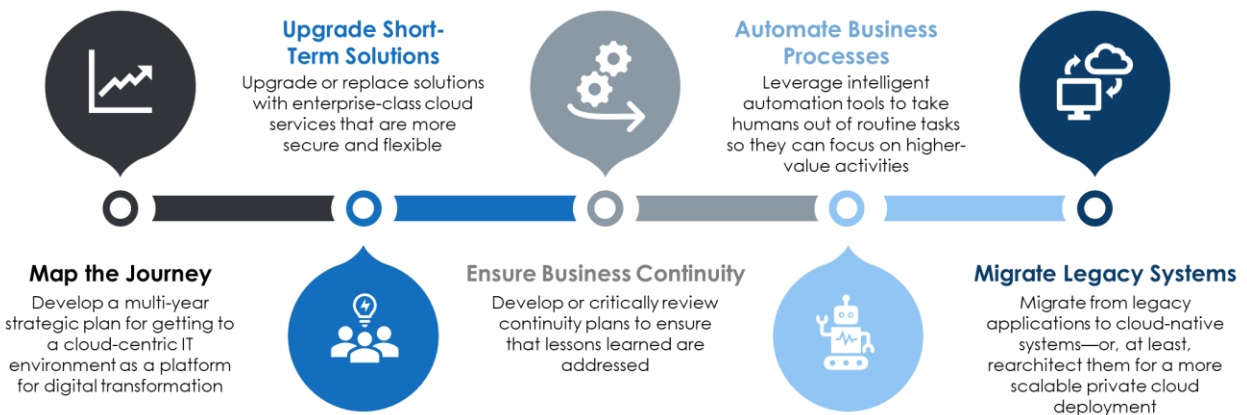 Upgrade Short-
Term Solutions
Upgrade or replace solutions
with enterprise-class cloud
services that are more
secure and flexible
Automate Business
Processes
Leverage intelligent
automation tools to take
humans out of routine tasks
so they can focus on higher-
value activities
Map the Journey
Develop a multi-year
strategic plan for getting to
a cloud-centric IT
environment as a platform
for digital transformation
Ensure Business Continuity
Develop or critically review
continuity plans to ensure
that lessons learned are
addressed
Migrate Legacy Systems
Migrate from legacy
applications to cloud-native
systems—or, at least,
rearchitect them for a more
scalable private cloud
deployment